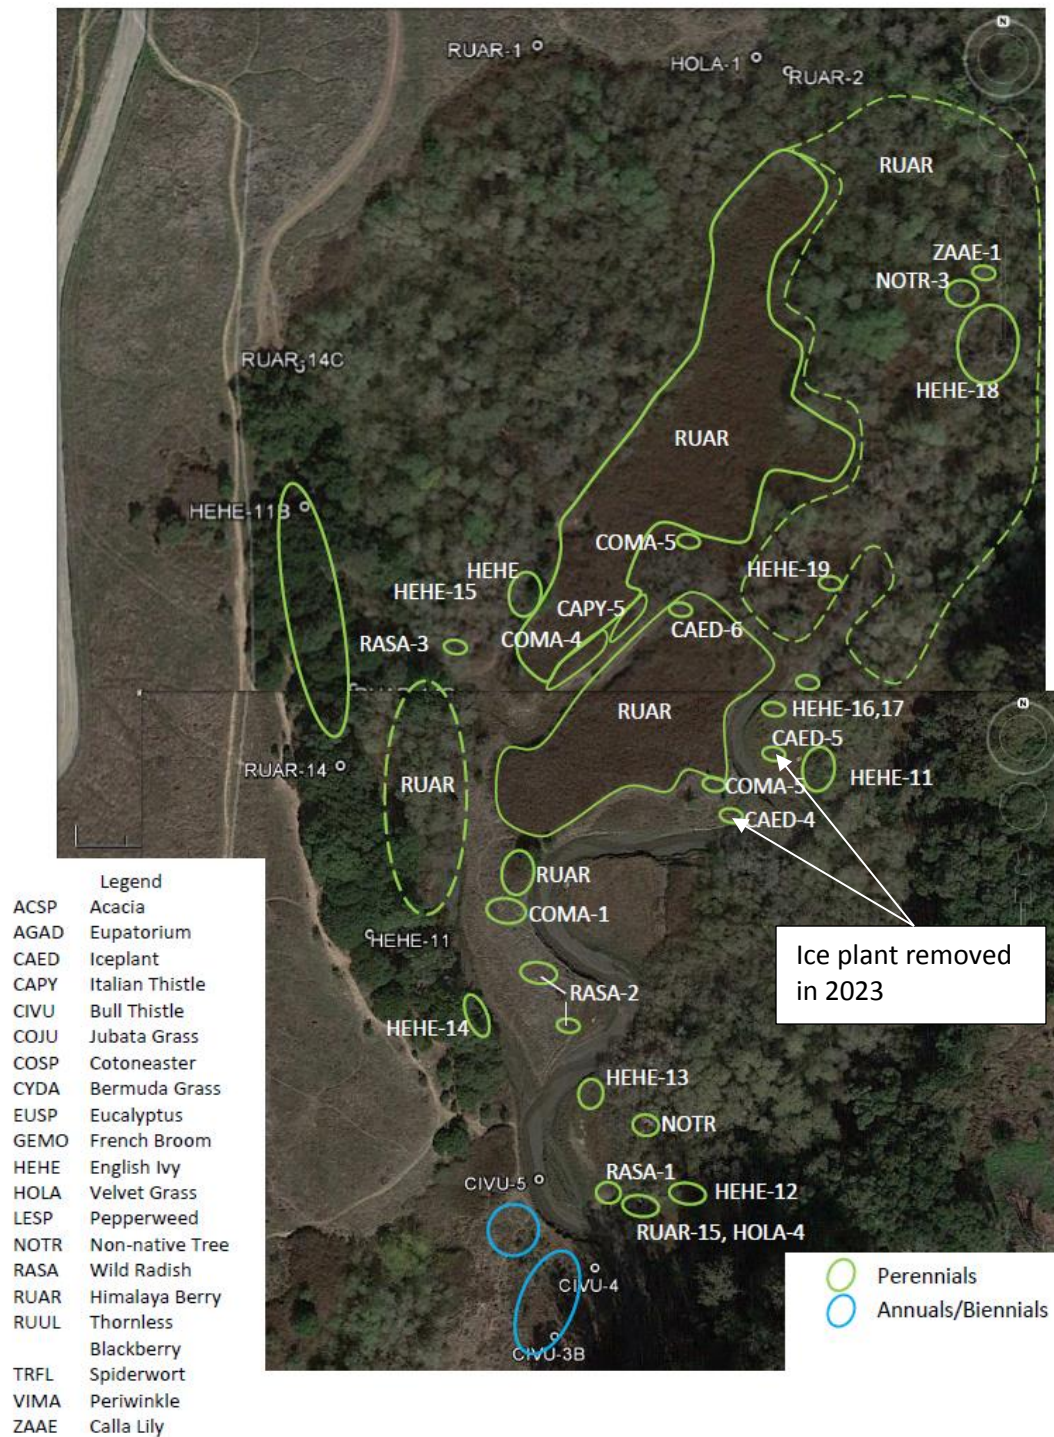 N
RUAR-1
HOLA-1
RUAR-2
RUAR
ZAAE-1
NOTR-3
HEHE-18
RUAR-14C
RUAR
HEHE-11B
COMA-5
HEHE
HEHE-15
HEHE-19
CAPY-5
CAED-6
COMA-4
RASA-3
N
HEHE-16,17
RUAR
CAED-5
RUAR-14
RUAR
HEHE-11
COMA-5
CAED-4
RUAR
COMA-1
HEHE-11
Ice plant removed
in 2023
RASA-2
HEHE-14
HEHE-13
NOTR
RASA-1
CIVU-5
HEHE-12
RUAR-15, HOLA-4
CIVU-4
CIVU-3B
Perennials
Annuals/Biennials
Legend
ACSP Acacia
AGAD Eupatorium
CAED Iceplant
CAPY Italian Thistle
CIVU Bull Thistle
COJU Jubata Grass
COSP Cotoneaster
CYDA Bermuda Grass
EUSP Eucalyptus
GEMO French Broom
HEHE English Ivy
HOLA Velvet Grass
LESP Pepperweed
NOTR Non-native Tree
RASA Wild Radish
RUAR Himalaya Berry
RUUL Thornless
Blackberry
TRFL Spiderwort
VIMA Periwinkle
ZAAE Calla Lily